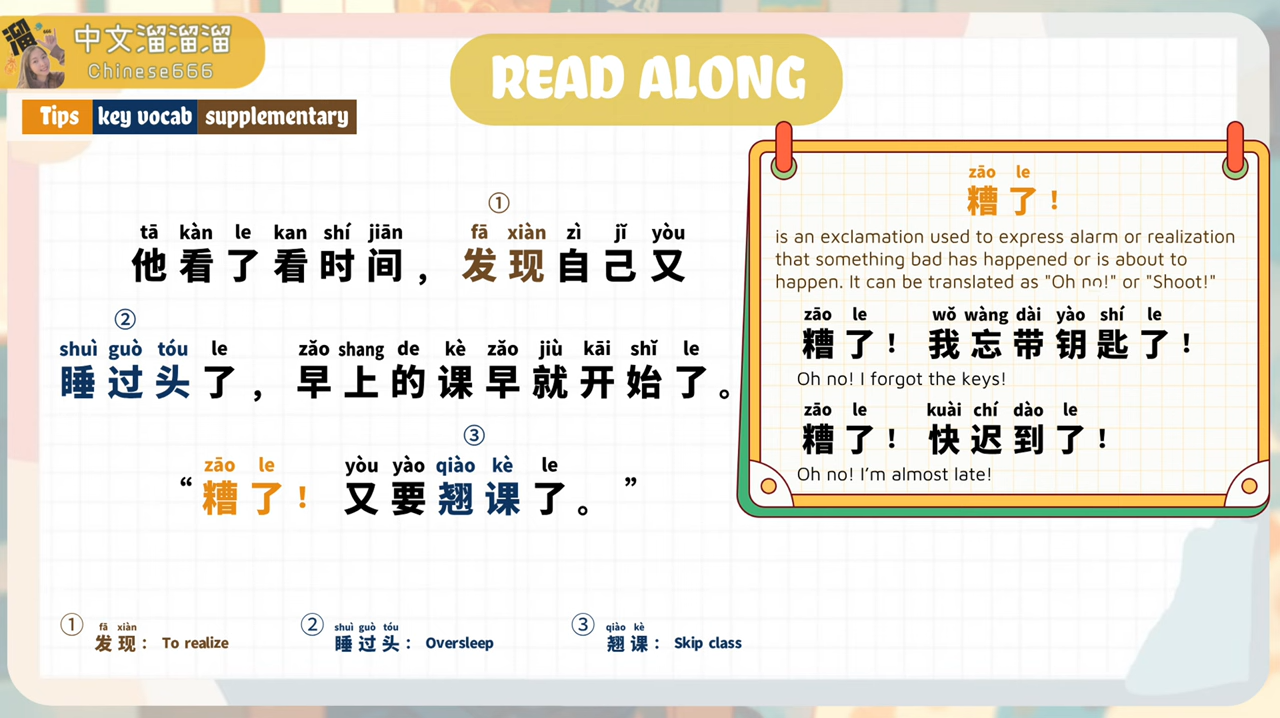 溜
666
中文溜溜溜
Chinese666
READ ALONG
Tips key vocab supplementary
①
tā kàn le kan shí jiān fā xiàn zì jǐ yòu
他看了看时间，发现自己又
②
shuì guò tóu le zǎo shang de kè zǎo jiù kāi shǐ le
睡过头了，早上的课早就开始了。
③
zāo le yòu yào qiào kè le
“糟了！又要翘课了。”
zāo le
糟了！
is an exclamation used to express alarm or realization
that something bad has happened or is about to
happen. It can be translated as "Oh no!" or "Shoot!"
zāo le wǒ wàng dài yào shí le
糟了！我忘带钥匙了！
Oh no! I forgot the keys!
zāo le kuài chí dào le
糟了！快迟到了！
Oh no! I’m almost late!
fā xiàn
① 发现： To realize
shuì guò tóu
② 睡过头： Oversleep
qiào kè
③ 翘课： Skip class